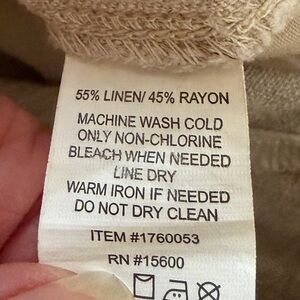 55% LINEN/ 45% RAYON
MACHINE WASH COLD
ONLY NON-CHLORINE
BLEACH WHEN NEEDED
LINE DRY
WARM IRON IF NEEDED
DO NOT DRY CLEAN
ITEM #1760053
RN #15600